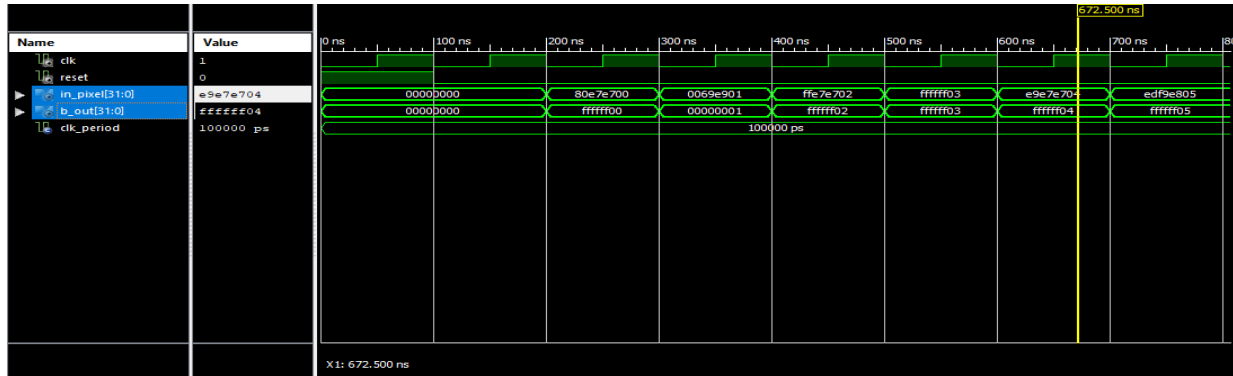 672.500 ns
Name Value 0 ns 100 ns 200 ns 300 ns 400 ns 500 ns 600 ns 700 ns
clk 1
reset 0
in_pixel[31:0] e9e7e704 00000000 80e7e700 0069e901 ffe7e702 ffffff03 e9e7e704 edf9e805
b_out[31:0] ffffff04 00000000 ffffff00 00000001 ffffff02 ffffff03 ffffff04 ffffff05
clk_period 100000 ps 100000 ps
X1: 672.500 ns